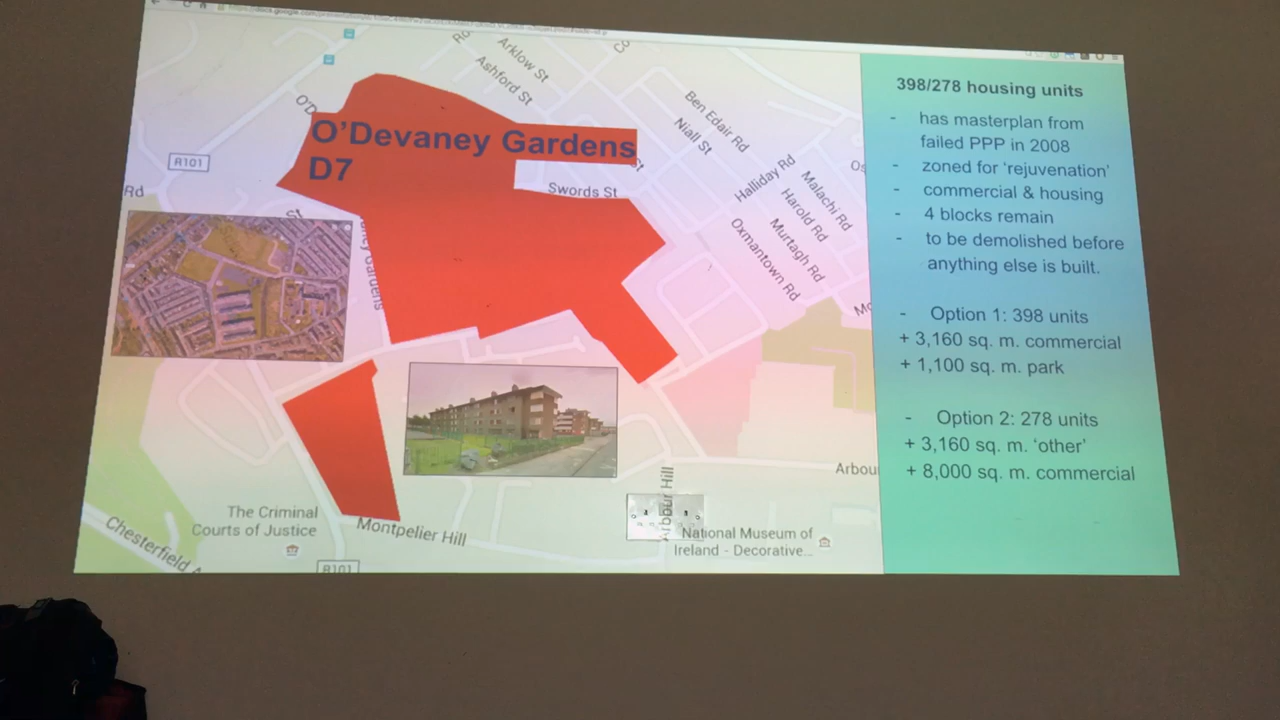 Arklow St
Ashford St
O'Devaney Gardens
D7
R101
Rd
St
St
Swords St
Ben Edair Rd
Niall St
Halliday Rd
Malachi Rd
Harold Rd
Murtagh Rd
Oxmantown Rd
Gardens
The Criminal
Courts of Justice
Montpelier Hill
Chesterfield
R101
Arbour Hill
National Museum of
Ireland - Decorative...
398/278 housing units
- has masterplan from
failed PPP in 2008
- zoned for 'rejuvenation'
- commercial & housing
- 4 blocks remain
- to be demolished before
anything else is built.
- Option 1: 398 units
+ 3,160 sq. m. commercial
+ 1,100 sq. m. park
- Option 2: 278 units
+ 3,160 sq. m. 'other'
+ 8,000 sq. m. commercial